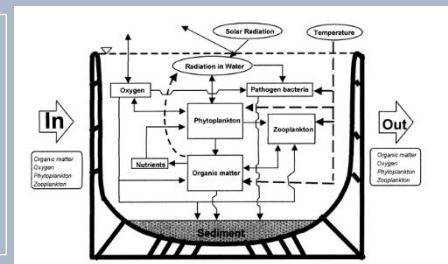 Solar Radiation
Temperature
Radiation in Water
Oxygen
Pathogen bacteria
In
Phytoplankton
Zooplankton
Out
Organic matter
Oxygen
Phytoplankton
Zooplankton
Nutrients
Organic matter
Organic matter
Oxygen
Phytoplankton
Zooplankton
Sediment